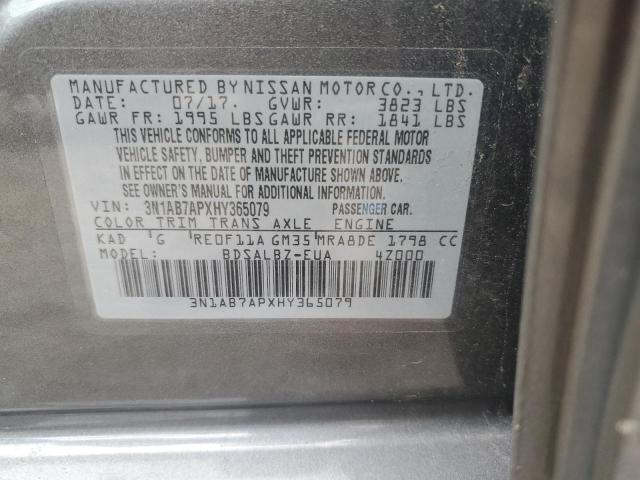 MANUFACTURED BY NISSAN MOTOR CO., LTD.
DATE: 07/17. GVWR: 3823 LBS
GAWR FR: 1995 LBS GAWR RR: 1841 LBS
THIS VEHICLE CONFORMS TO ALL APPLICABLE FEDERAL MOTOR
VEHICLE SAFETY, BUMPER AND THEFT PREVENTION STANDARDS
IN EFFECT ON THE DATE OF MANUFACTURE SHOWN ABOVE.
SEE OWNER'S MANUAL FOR ADDITIONAL INFORMATION.
VIN: 3N1AB7APXHY365079 PASSENGER CAR.
COLOR TRIM TRANS AXLE ENGINE
KAD G RE0F11A GM35 MRA8DE 1798 CC
MODEL: BDSALBZ-EUA 4Z000
3N1AB7APXHY365079